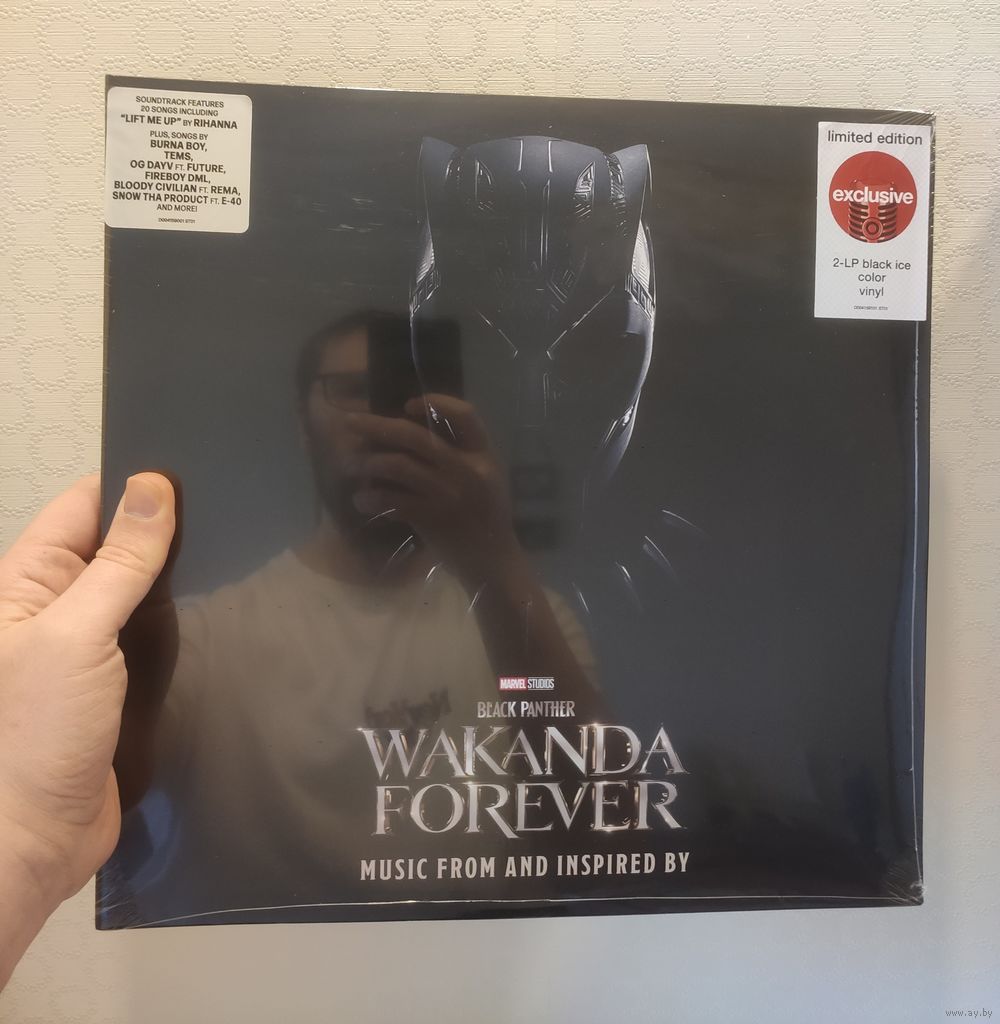 SOUNDTRACK FEATURES
20 SONGS INCLUDING
"LIFT ME UP" BY RIHANNA
PLUS, SONGS BY
BURNA BOY,
TEMS,
OG DAYV FT. FUTURE,
FIREBOY DML,
BLOODY CIVILIAN FT. REMA,
SNOW THA PRODUCT FT. E-40
AND MORE!
limited edition
exclusive
2-LP black ice
color
vinyl
MARVEL STUDIOS
BLACK PANTHER
WAKANDA
FOREVER
MUSIC FROM AND INSPIRED BY
www.ay.by